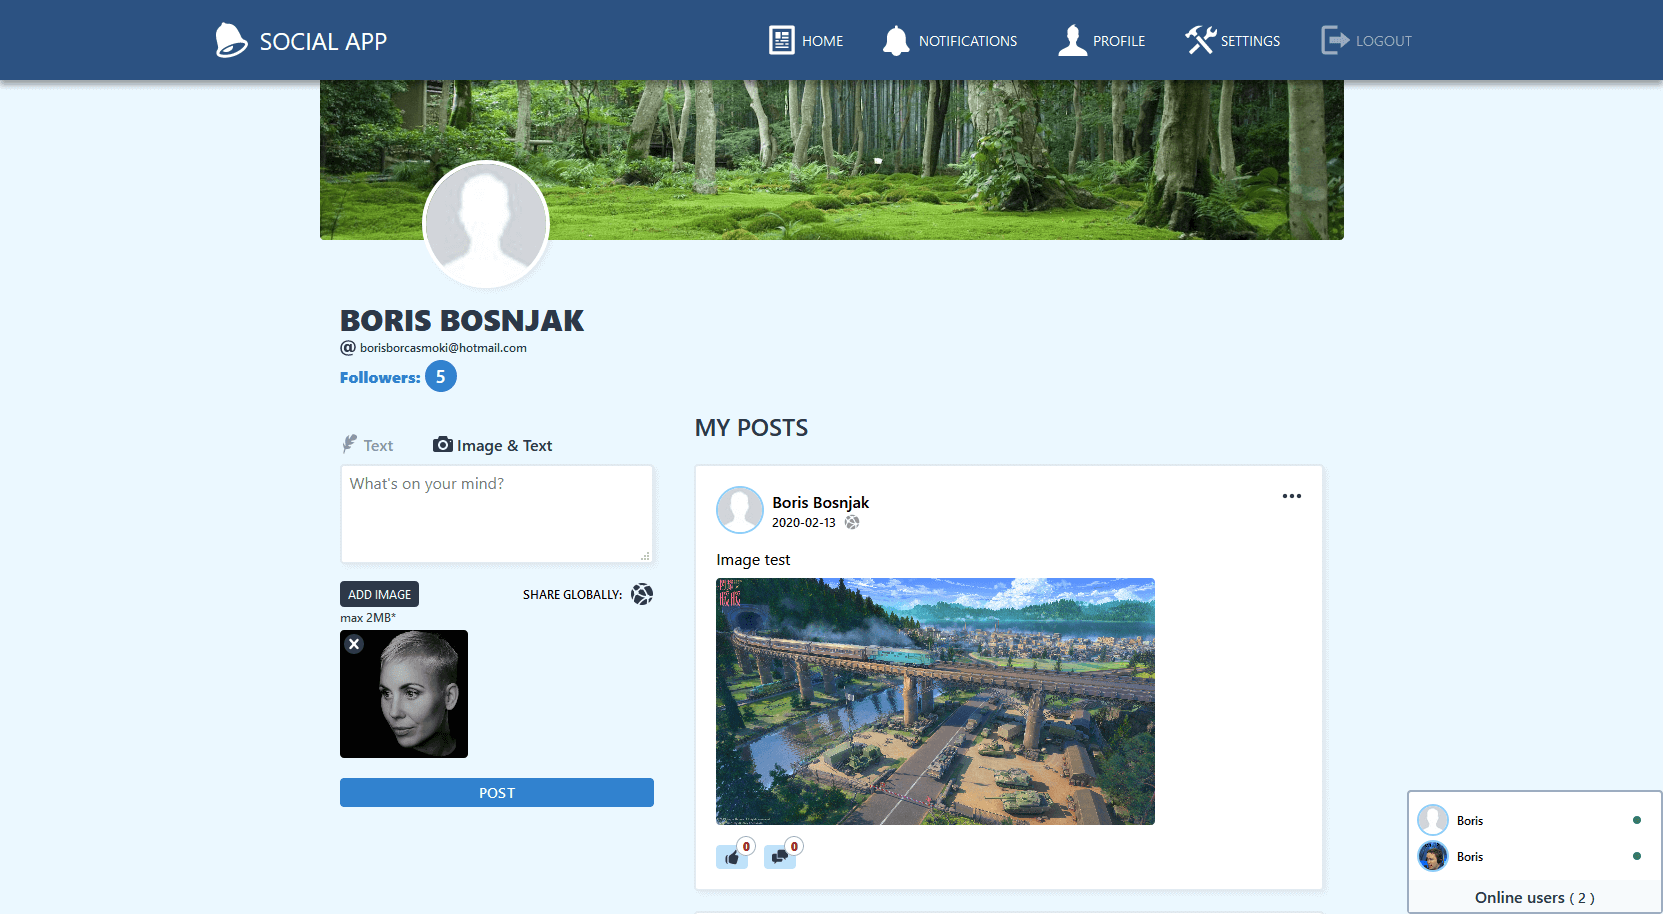 SOCIAL APP
HOME
NOTIFICATIONS
PROFILE
SETTINGS
LOGOUT
BORIS BOSNJAK
@ borisborcasmoki@hotmail.com
Followers: 5
Text
Image & Text
What's on your mind?
ADD IMAGE
SHARE GLOBALLY:
max 2MB*
POST
MY POSTS
Boris Bosnjak
2020-02-13
Image test
0
0
Boris
Boris
Online users ( 2 )